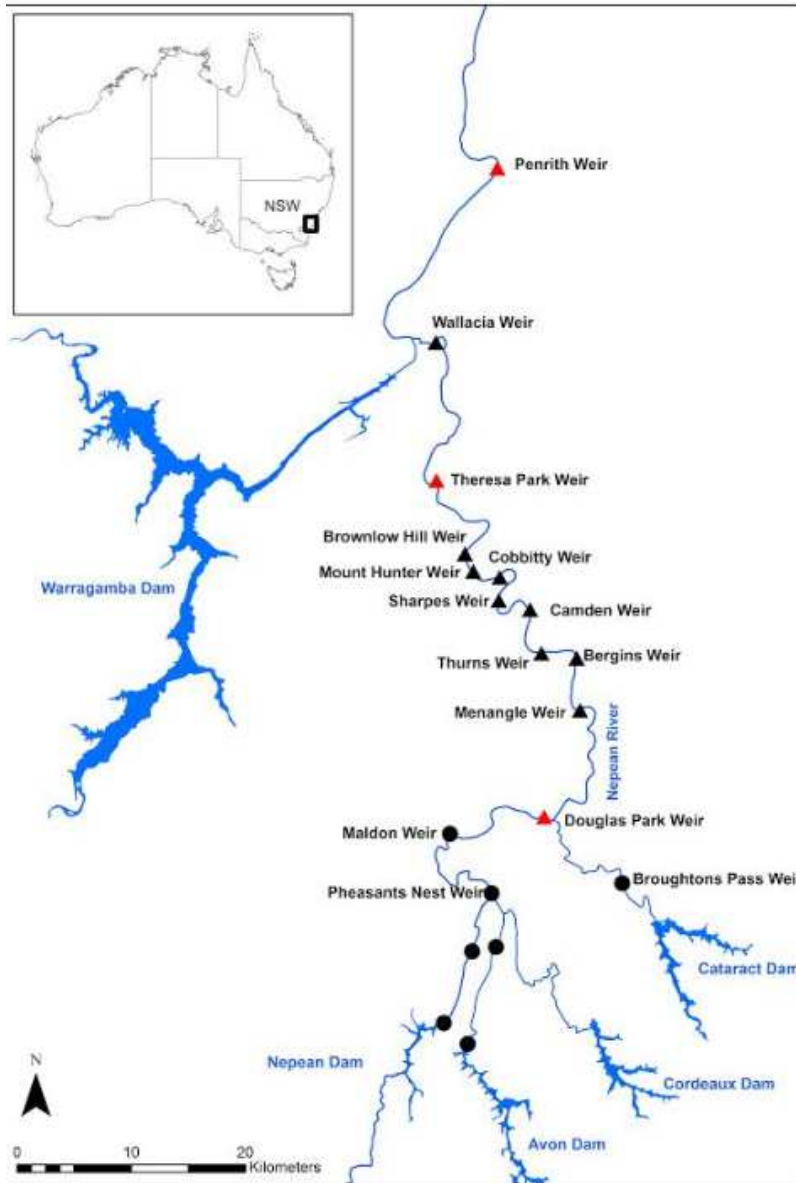 NSW
Penrith Weir
Wallacia Weir
Theresa Park Weir
Brownlow Hill Weir
Cobbitty Weir
Mount Hunter Weir
Warragamba Dam
Sharpes Weir
Camden Weir
Thurns Weir
Bergins Weir
Menangle Weir
Nepean River
Douglas Park Weir
Maldon Weir
Broughtons Pass Wei
Pheasants Nest Weir
Cataract Dam
N
Nepean Dam
Cordeaux Dam
Avon Dam
0 10 20
Kilometers